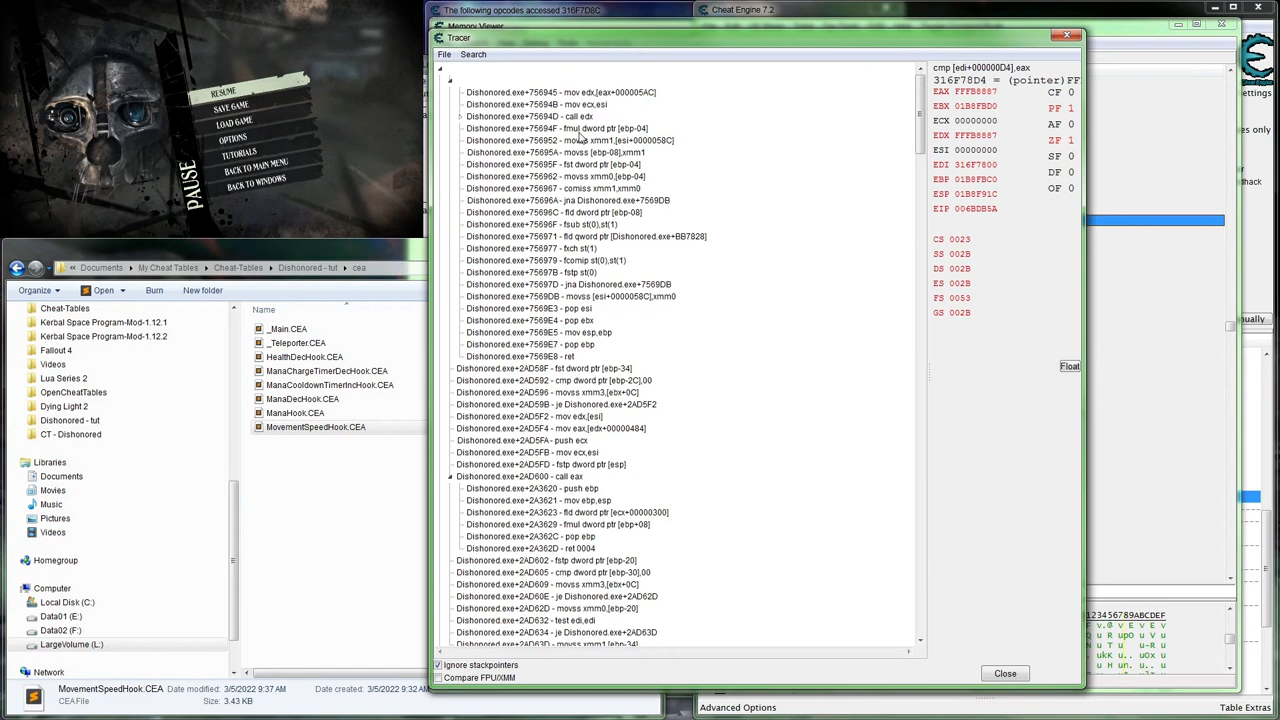 The following opcodes accessed 316F7D8C
Cheat Engine 7.2
Memory Viewer
Tracer
File Search
RESUME
SAVE GAME
LOAD GAME
OPTIONS
TUTORIALS
BACK TO MAIN MENU
BACK TO WINDOWS
PAUSE
Documents
My Cheat Tables
Cheat-Tables
Dishonored - tut
cea
Organize
Open
Burn
New folder
Cheat-Tables
Kerbal Space Program-Mod-1.12.1
Kerbal Space Program-Mod-1.12.2
Fallout 4
Videos
Lua Series 2
OpenCheatTables
Dying Light 2
Dishonored - tut
CT - Dishonored
Libraries
Documents
Movies
Music
Pictures
Videos
Homegroup
Computer
Local Disk (C:)
Data01 (E:)
Data02 (F:)
LargeVolume (L:)
Network
Name
_Main.CEA
_Teleporter.CEA
HealthDecHook.CEA
ManaChargeTimerDecHook.CEA
ManaCooldownTimerIncHook.CEA
ManaDecHook.CEA
ManaHook.CEA
MovementSpeedHook.CEA
MovementSpeedHook.CEA Date modified: 3/5/2022 9:37 AM Date created: 3/5/2022 9:32 AM
CEA File Size: 3.43 KB
Dishonored.exe+756945 - mov edx,[eax+000005AC]
Dishonored.exe+75694B - mov ecx,esi
Dishonored.exe+75694D - call edx
Dishonored.exe+75694F - fmul dword ptr [ebp-04]
Dishonored.exe+756952 - movss xmm1,[esi+0000058C]
Dishonored.exe+75695A - movss [ebp-08],xmm1
Dishonored.exe+75695F - fst dword ptr [ebp-04]
Dishonored.exe+756962 - movss xmm0,[ebp-04]
Dishonored.exe+756967 - comiss xmm1,xmm0
Dishonored.exe+75696A - jna Dishonored.exe+7569DB
Dishonored.exe+75696C - fld dword ptr [ebp-08]
Dishonored.exe+75696F - fsub st(0),st(1)
Dishonored.exe+756971 - fld qword ptr [Dishonored.exe+BB7828]
Dishonored.exe+756977 - fxch st(1)
Dishonored.exe+756979 - fcomip st(0),st(1)
Dishonored.exe+75697B - fstp st(0)
Dishonored.exe+75697D - jna Dishonored.exe+7569DB
Dishonored.exe+7569DB - movss [esi+0000058C],xmm0
Dishonored.exe+7569E3 - pop esi
Dishonored.exe+7569E4 - pop ebx
Dishonored.exe+7569E5 - mov esp,ebp
Dishonored.exe+7569E7 - pop ebp
Dishonored.exe+7569E8 - ret
Dishonored.exe+2AD58F - fst dword ptr [ebp-34]
Dishonored.exe+2AD592 - cmp dword ptr [ebp-2C],00
Dishonored.exe+2AD596 - movss xmm3,[ebx+0C]
Dishonored.exe+2AD59B - je Dishonored.exe+2AD5F2
Dishonored.exe+2AD5F2 - mov edx,[esi]
Dishonored.exe+2AD5F4 - mov eax,[edx+00000484]
Dishonored.exe+2AD5FA - push ecx
Dishonored.exe+2AD5FB - mov ecx,esi
Dishonored.exe+2AD5FD - fstp dword ptr [esp]
Dishonored.exe+2AD600 - call eax
Dishonored.exe+2A3620 - push ebp
Dishonored.exe+2A3621 - mov ebp,esp
Dishonored.exe+2A3623 - fld dword ptr [ecx+00000300]
Dishonored.exe+2A3629 - fmul dword ptr [ebp+08]
Dishonored.exe+2A362C - pop ebp
Dishonored.exe+2A362D - ret 0004
Dishonored.exe+2AD602 - fstp dword ptr [ebp-20]
Dishonored.exe+2AD605 - cmp dword ptr [ebp-30],00
Dishonored.exe+2AD609 - movss xmm3,[ebx+0C]
Dishonored.exe+2AD60E - je Dishonored.exe+2AD62D
Dishonored.exe+2AD62D - movss xmm0,[ebp-20]
Dishonored.exe+2AD632 - test edi,edi
Dishonored.exe+2AD634 - je Dishonored.exe+2AD63D
Dishonored.exe+2AD63D - movss xmm1,[ebp-34]
Ignore stackpointers
Compare FPU/XMM
Close
cmp [edi+000000D4],eax
316F78D4 = (pointer)FF
EAX FFFB8887 CF 0
EBX 01B8FBD0 PF 1
ECX 00000000 AF 0
EDX FFFB8887 ZF 1
ESI 00000000 SF 0
EDI 316F7800 DF 0
EBP 01B8FBC0 OF 0
ESP 01B8F91C
EIP 006BDB5A
CS 0023
SS 002B
DS 002B
ES 002B
FS 0053
GS 002B
Float
ettings
123456789ABCDEF
Advanced Options
Table Extras